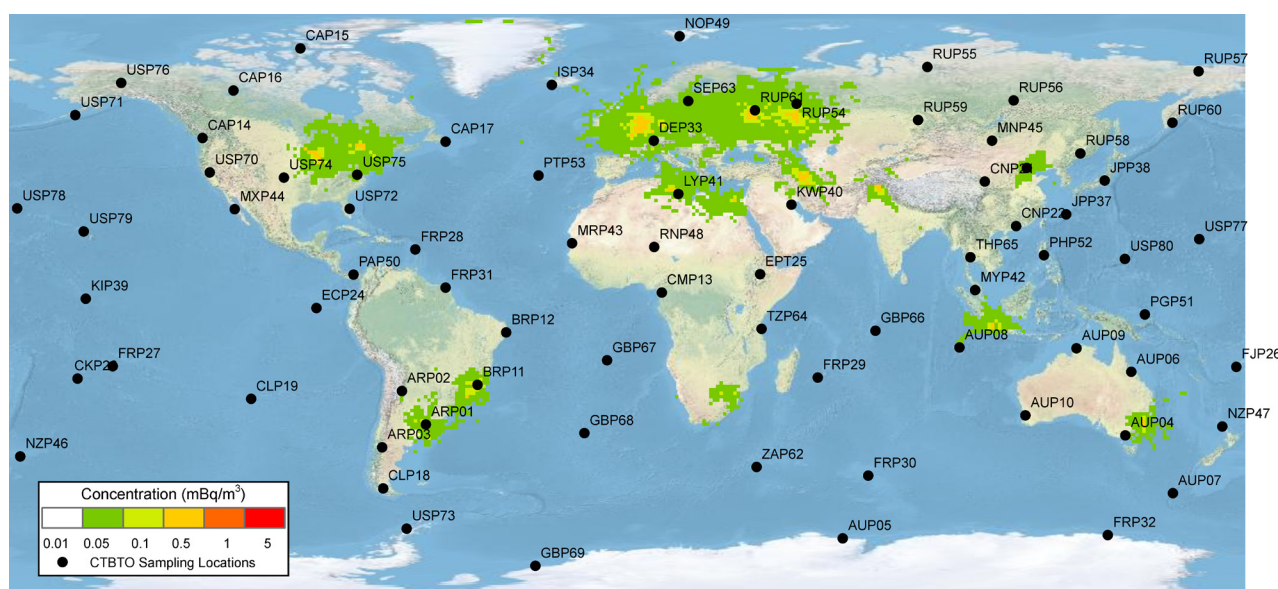 NOP49
CAP15
RUP55
RUP57
USP76
CAP16
ISP34
USP71
SEP63
RUP61
RUP54
RUP56
RUP59
RUP60
CAP14
CAP17
DEP33
MNP45
RUP58
USP70
USP74
USP75
PTP53
LYP41
KWP40
CNP2
JPP38
USP78
MXP44
USP72
JPP37
USP79
CNP22
FRP28
MRP43
RNP48
THP65
PHP52
USP80
USP77
PAP50
FRP31
EPT25
CMP13
MYP42
KIP39
ECP24
BRP12
TZP64
GBP66
PGP51
AUP08
AUP09
CKP2
FRP27
GBP67
FRP29
AUP06
FJP26
CLP19
ARP02
BRP11
ARP01
GBP68
AUP10
AUP04
NZP47
NZP46
ARP03
ZAP62
FRP30
CLP18
AUP07
USP73
AUP05
FRP32
GBP69
Concentration (mBq/m³)
0.01 0.05 0.1 0.5 1 5
CTBTO Sampling Locations